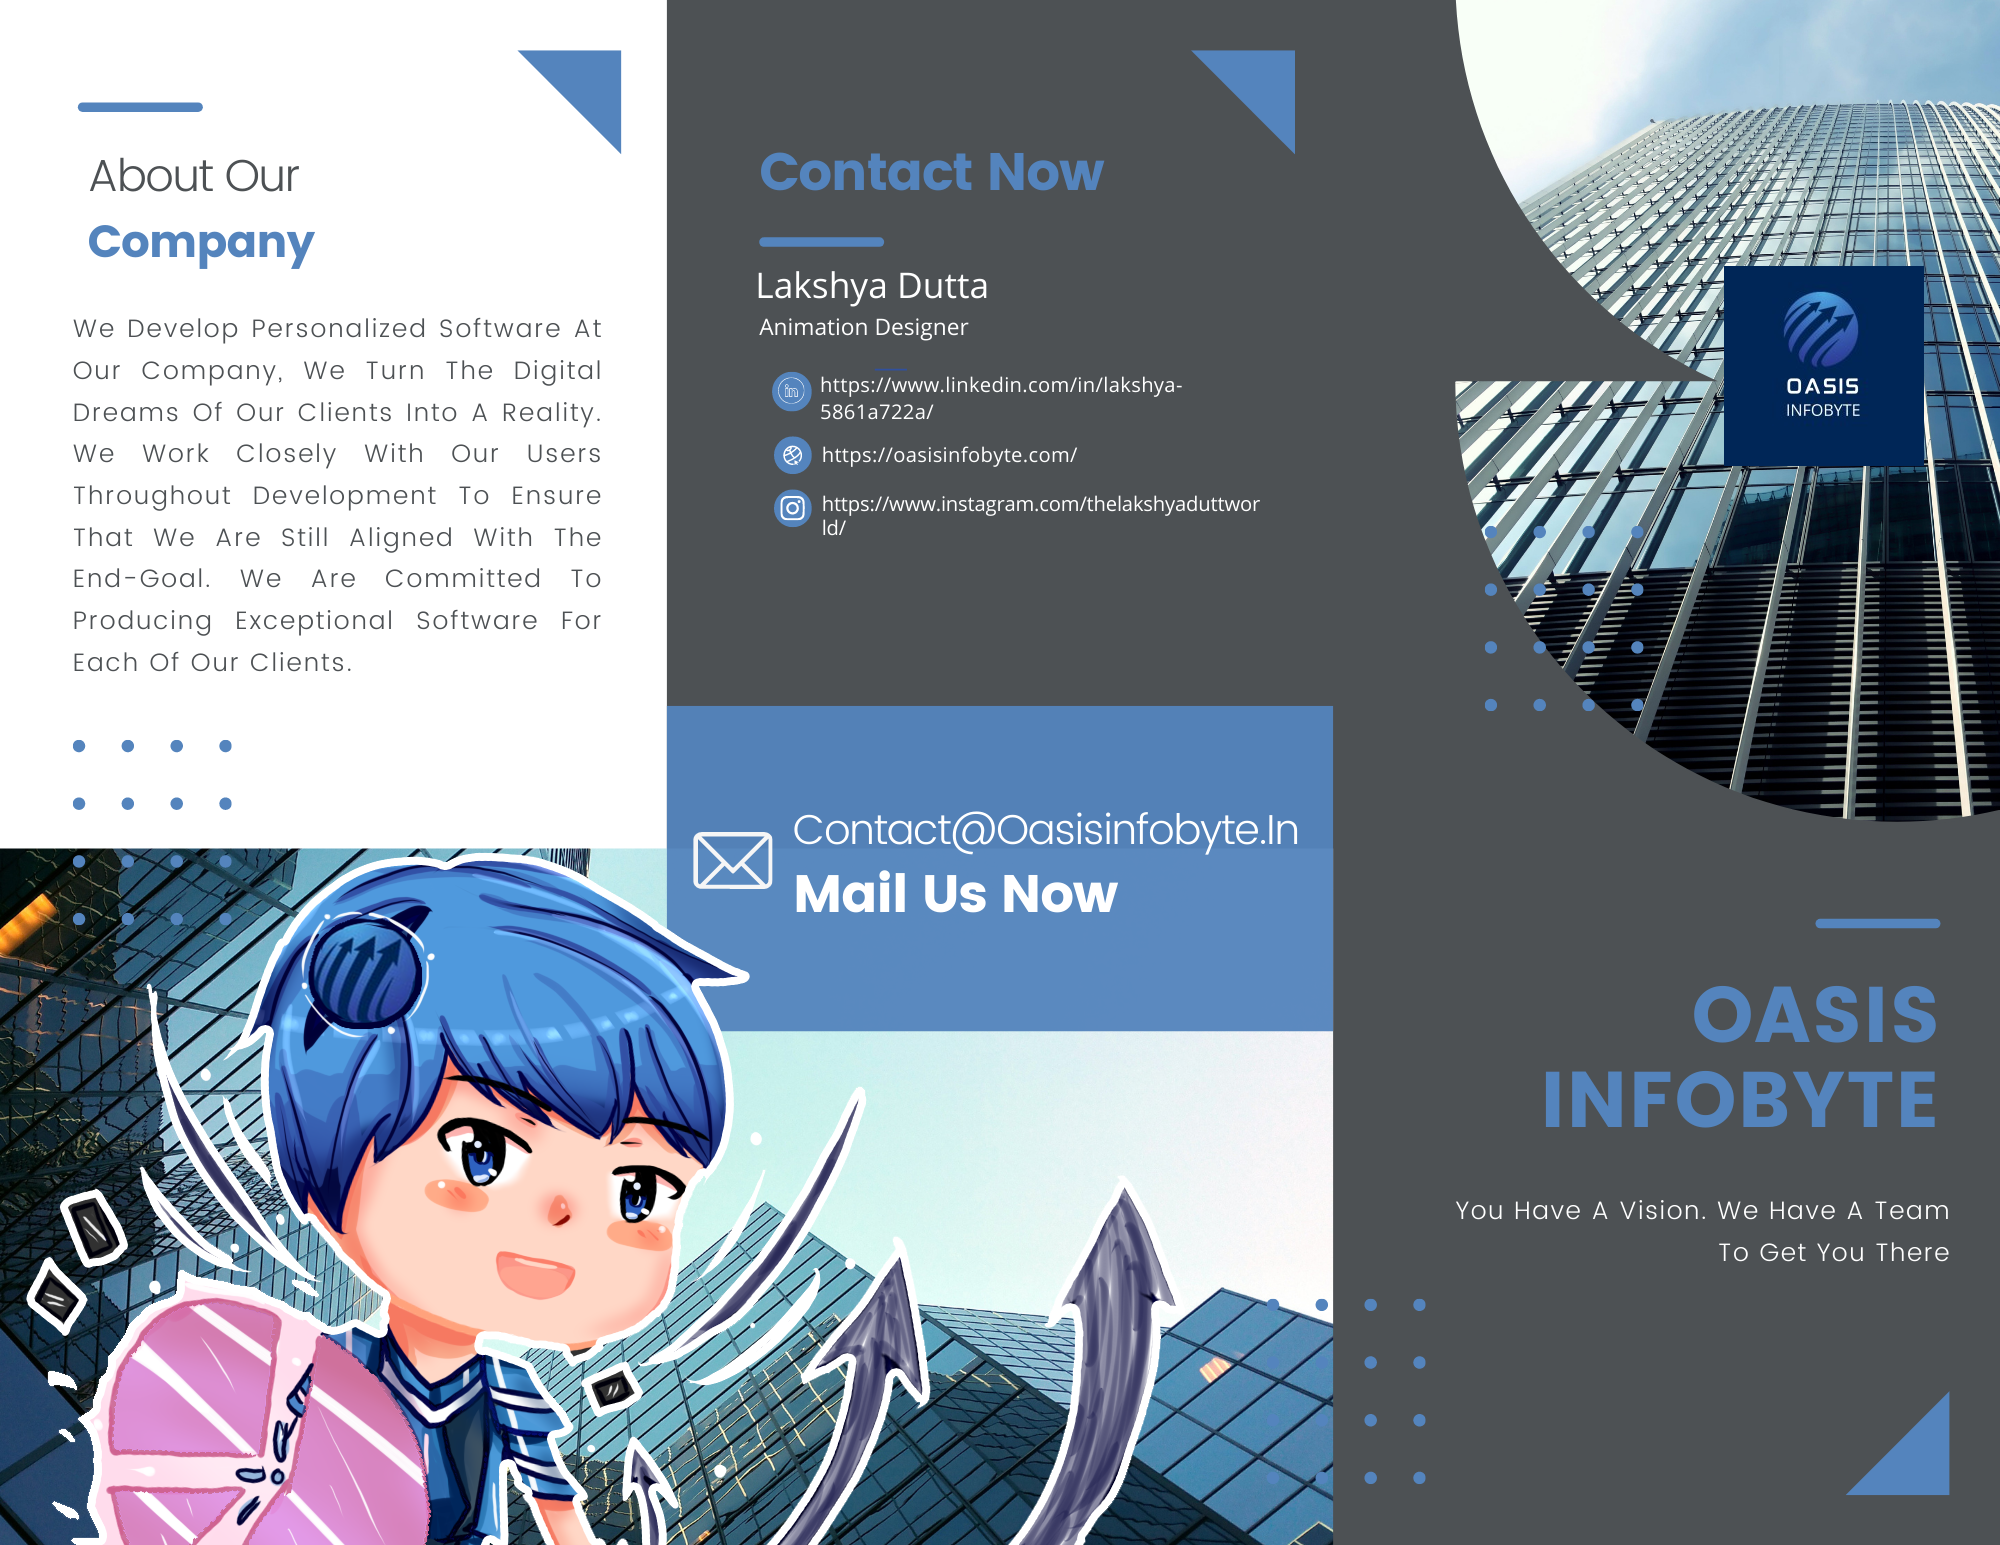 About Our
Company
We Develop Personalized Software At
Our Company, We Turn The Digital
Dreams Of Our Clients Into A Reality.
We Work Closely With Our Users
Throughout Development To Ensure
That We Are Still Aligned With The
End-Goal. We Are Committed To
Producing Exceptional Software For
Each Of Our Clients.
Contact Now
Lakshya Dutta
Animation Designer
in
https://www.linkedin.com/in/lakshya-
5861a722a/
https://oasisinfobyte.com/
https://www.instagram.com/thelakshyaduttwor
ld/
Contact@Oasisinfobyte.In
Mail Us Now
OASIS
INFOBYTE
OASIS
INFOBYTE
You Have A Vision. We Have A Team
To Get You There